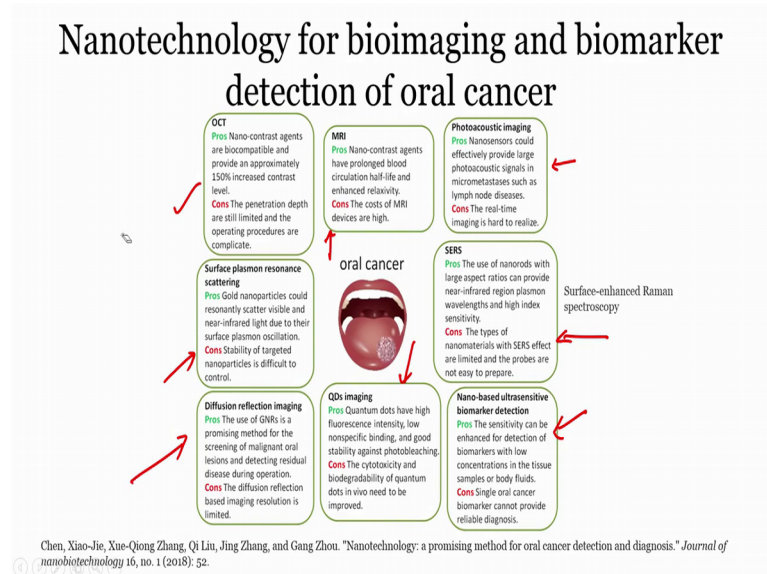 Nanotechnology for bioimaging and biomarker
detection of oral cancer
OCT
Pros Nano-contrast agents
are biocompatible and
provide an approximately
150% increased contrast
level.
Cons The penetration depth
are still limited and the
operating procedures are
complicate.
MRI
Pros Nano-contrast agents
have prolonged blood
circulation half-life and
enhanced relaxivity.
Cons The costs of MRI
devices are high.
Photoacoustic imaging
Pros Nanosensors could
effectively provide large
photoacoustic signals in
micrometastases such as
lymph node diseases.
Cons The real-time
imaging is hard to realize.
Surface plasmon resonance
scattering
Pros Gold nanoparticles could
resonantly scatter visible and
near-infrared light due to their
surface plasmon oscillation.
Cons Stability of targeted
nanoparticles is difficult to
control.
oral cancer
SERS
Pros The use of nanorods with
large aspect ratios can provide
near-infrared region plasmon
wavelengths and high index
sensitivity.
Cons The types of
nanomaterials with SERS effect
are limited and the probes are
not easy to prepare.
Surface-enhanced Raman
spectroscopy
Diffusion reflection imaging
Pros The use of GNRs is a
promising method for the
screening of malignant oral
lesions and detecting residual
disease during operation.
Cons The diffusion reflection
based imaging resolution is
limited.
QDs imaging
Pros Quantum dots have high
fluorescence intensity, low
nonspecific binding, and good
stability against photobleaching.
Cons The cytotoxicity and
biodegradability of quantum
dots in vivo need to be
improved.
Nano-based ultrasensitive
biomarker detection
Pros The sensitivity can be
enhanced for detection of
biomarkers with low
concentrations in the tissue
samples or body fluids.
Cons Single oral cancer
biomarker cannot provide
reliable diagnosis.
Chen, Xiao-Jie, Xue-Qiong Zhang, Qi Liu, Jing Zhang, and Gang Zhou. "Nanotechnology: a promising method for oral cancer detection and diagnosis." Journal of
nanobiotechnology 16, no. 1 (2018): 52.